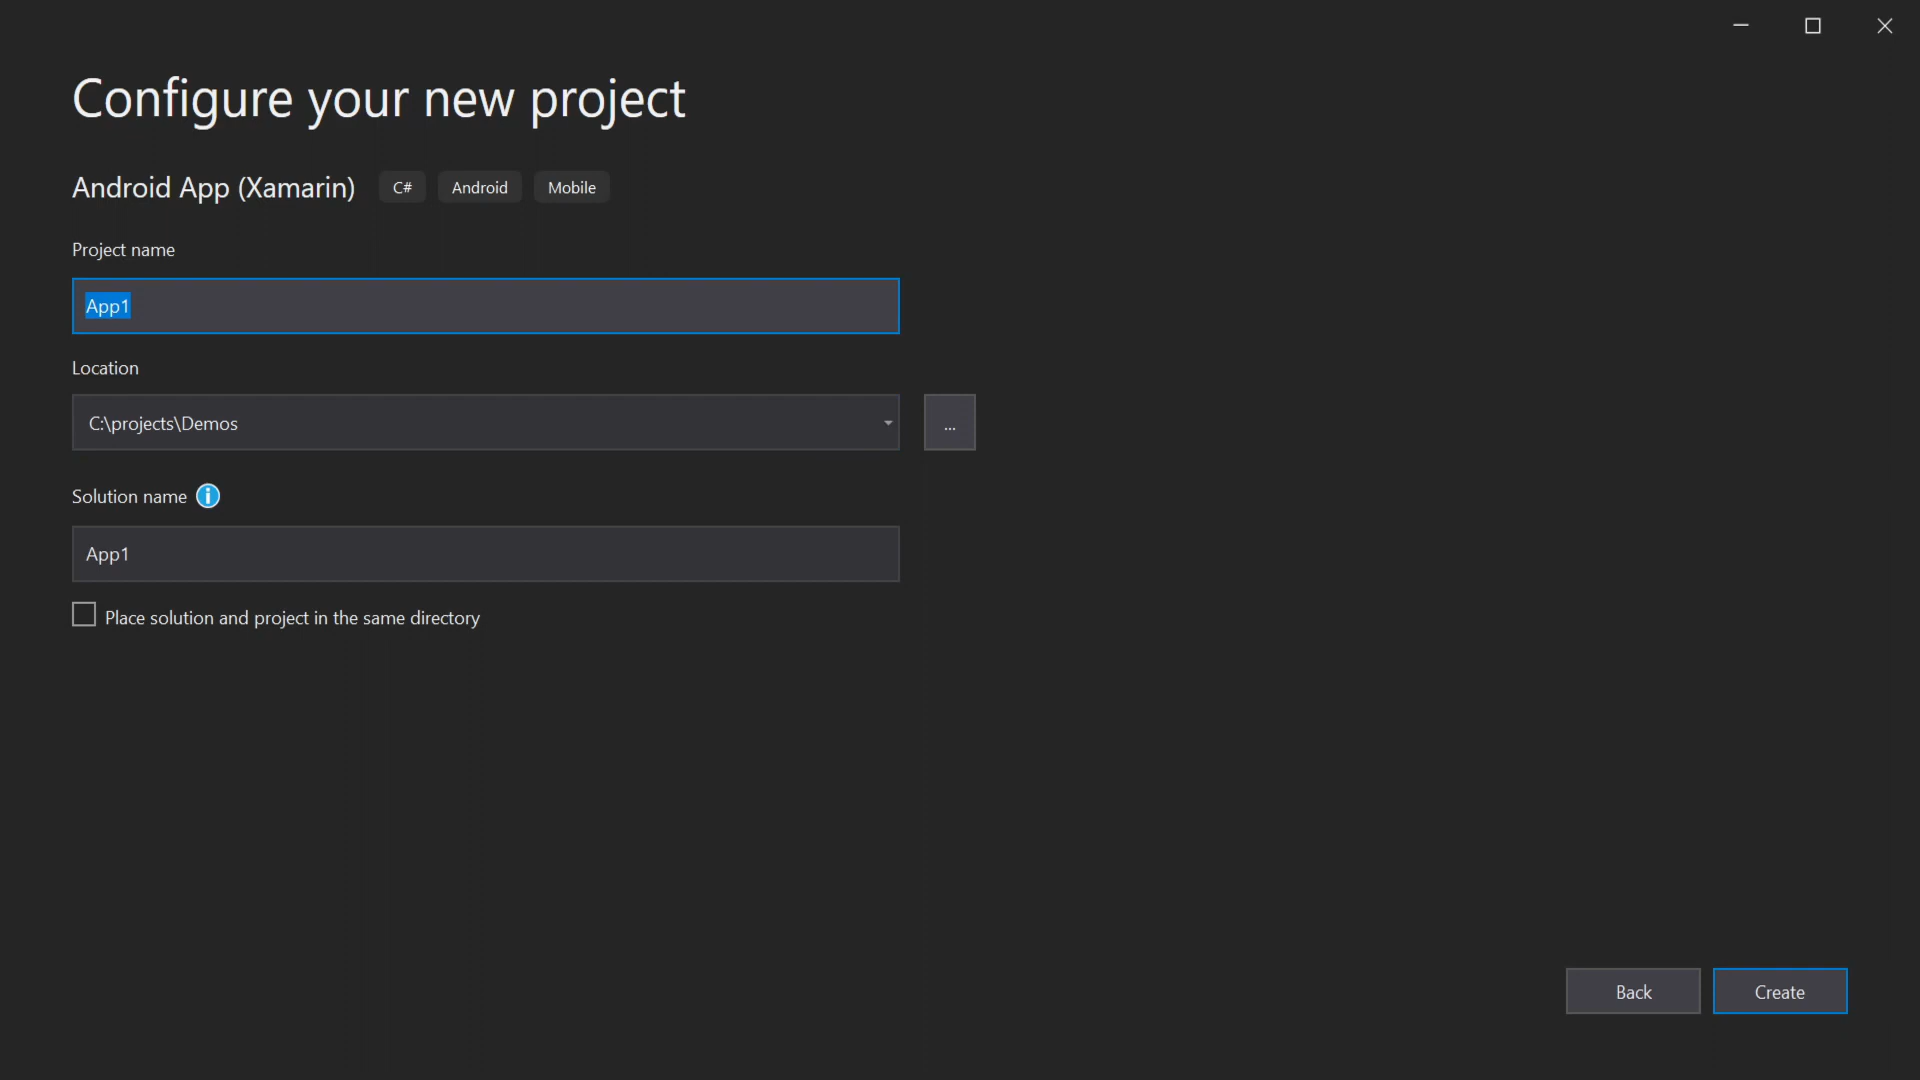 Configure your new project
Android App (Xamarin) C# Android Mobile
Project name
App1
Location
C:\projects\Demos
...
Solution name
App1
Place solution and project in the same directory
Back Create